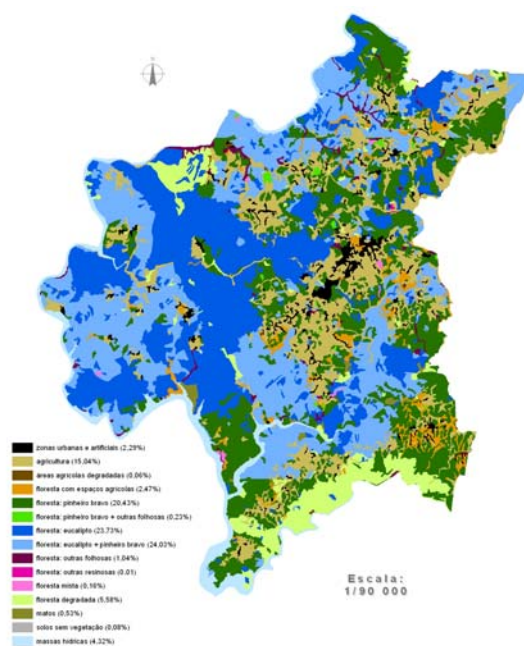 zonas urbanas e artificiais (2,29%)
agricultura (15,04%)
áreas agrícolas degradadas (0,06%)
floresta com espaços agrícolas (2,47%)
floresta: pinheiro bravo (20,43%)
floresta: pinheiro bravo + outras folhosas (0,23%)
floresta: eucalipto (23,73%)
floresta: eucalipto + pinheiro bravo (24,03%)
floresta: outras folhosas (1,04%)
floresta: outras resinosas (0.01)
floresta mista (0,16%)
floresta degradada (5,58%)
matos (0,53%)
solos sem vegetação (0,08%)
massas hídricas (4,32%)
Escala:
1/90 000